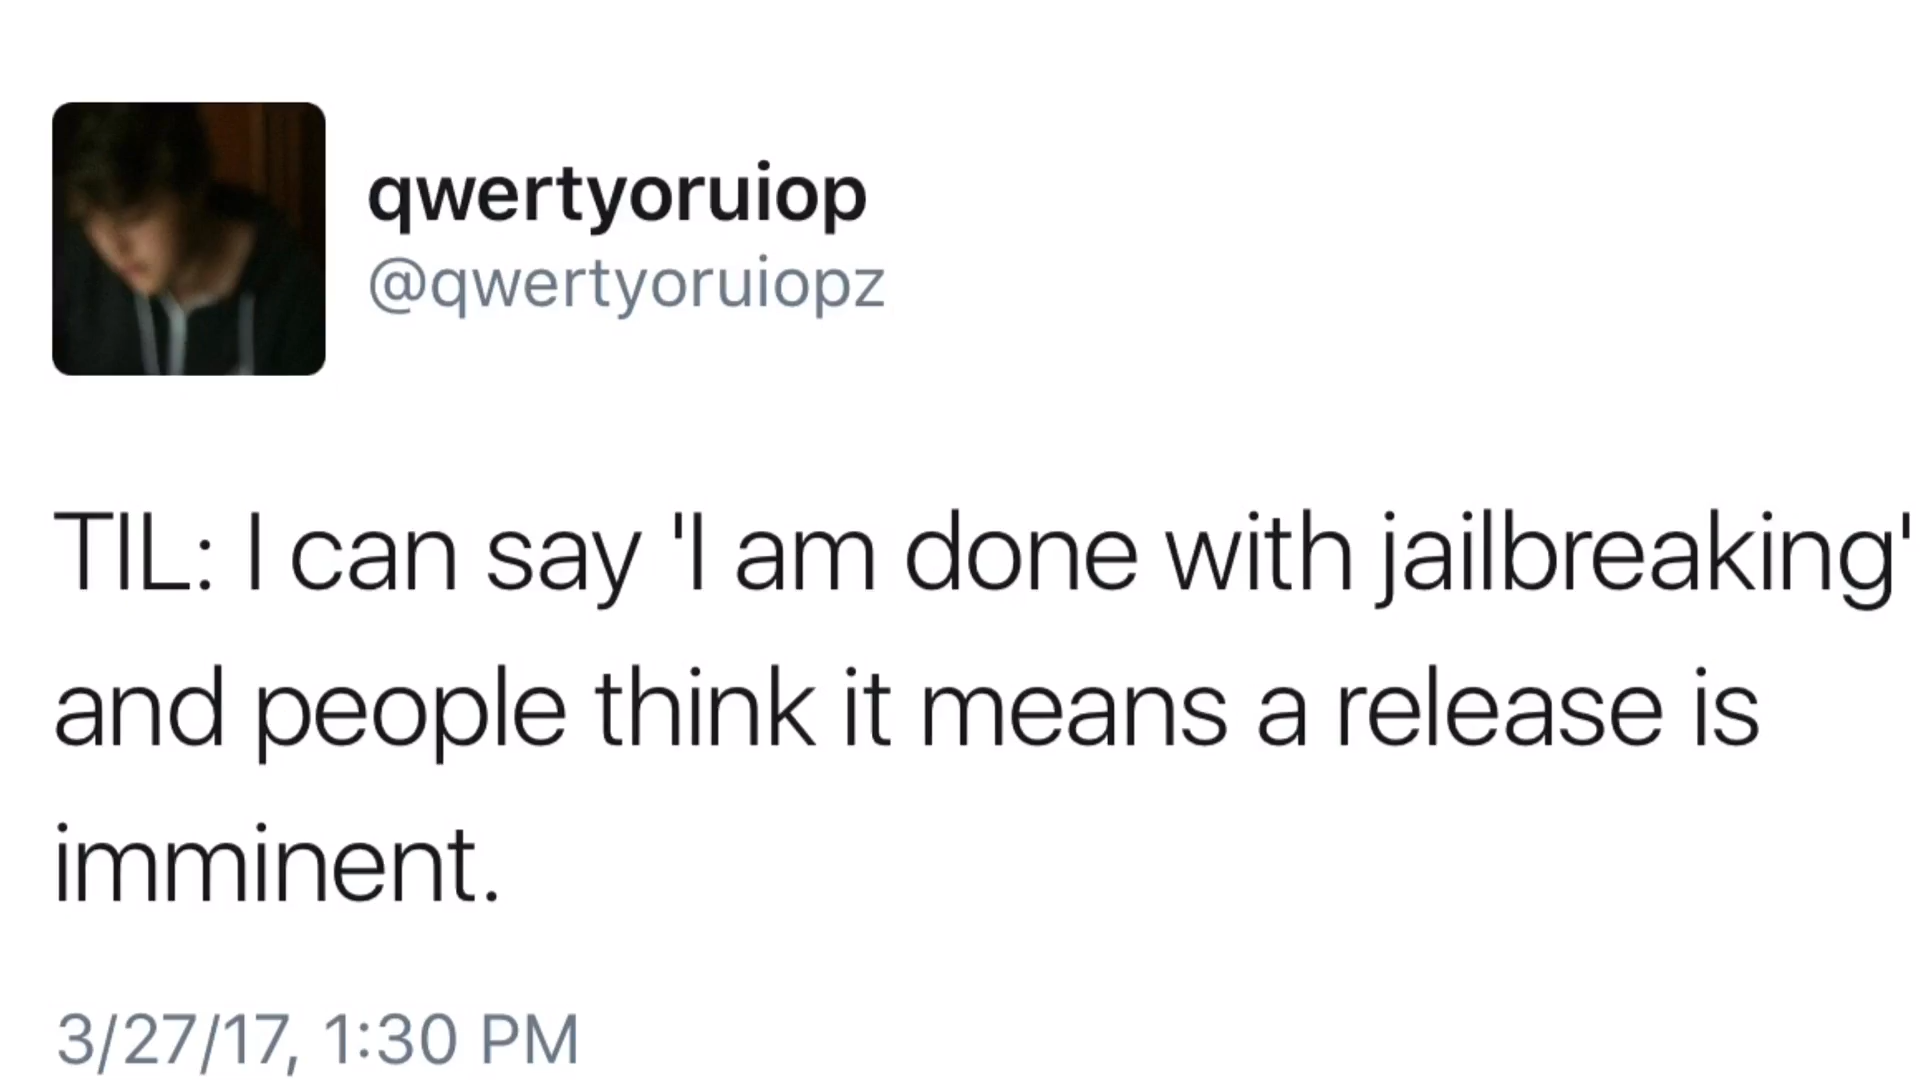 qwertyoruiop
@qwertyoruiopz
TIL: I can say 'I am done with jailbreaking'
and people think it means a release is
imminent.
3/27/17, 1:30 PM